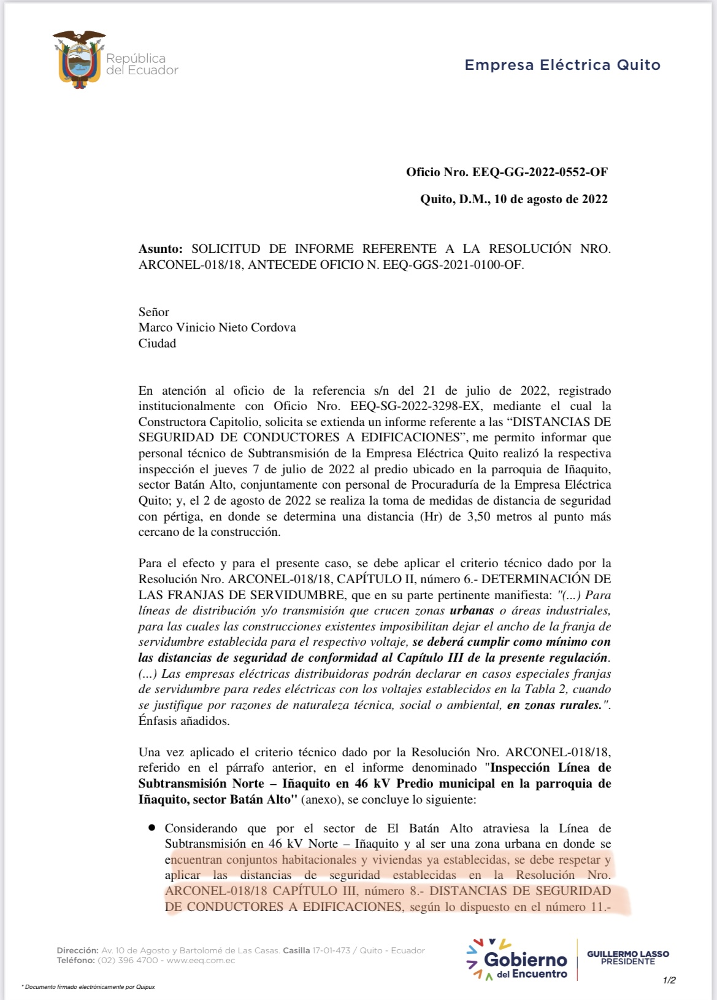 República
del Ecuador
Empresa Eléctrica Quito
Oficio Nro. EEQ-GG-2022-0552-OF
Quito, D.M., 10 de agosto de 2022
Asunto: SOLICITUD DE INFORME REFERENTE A LA RESOLUCIÓN NRO.
ARCONEL-018/18, ANTECEDE OFICIO N. EEQ-GGS-2021-0100-OF.
Señor
Marco Vinicio Nieto Cordova
Ciudad
En atención al oficio de la referencia s/n del 21 de julio de 2022, registrado
institucionalmente con Oficio Nro. EEQ-SG-2022-3298-EX, mediante el cual la
Constructora Capitolio, solicita se extienda un informe referente a las “DISTANCIAS DE
SEGURIDAD DE CONDUCTORES A EDIFICACIONES”, me permito informar que
personal técnico de Subtransmisión de la Empresa Eléctrica Quito realizó la respectiva
inspección el jueves 7 de julio de 2022 al predio ubicado en la parroquia de Iñaquito,
sector Batán Alto, conjuntamente con personal de Procuraduría de la Empresa Eléctrica
Quito; y, el 2 de agosto de 2022 se realiza la toma de medidas de distancia de seguridad
con pértiga, en donde se determina una distancia (Hr) de 3,50 metros al punto más
cercano de la construcción.
Para el efecto y para el presente caso, se debe aplicar el criterio técnico dado por la
Resolución Nro. ARCONEL-018/18, CAPÍTULO II, número 6.- DETERMINACIÓN DE
LAS FRANJAS DE SERVIDUMBRE, que en su parte pertinente manifiesta: "(...) Para
líneas de distribución y/o transmisión que crucen zonas urbanas o áreas industriales,
para las cuales las construcciones existentes imposibilitan dejar el ancho de la franja de
servidumbre establecida para el respectivo voltaje, se deberá cumplir como mínimo con
las distancias de seguridad de conformidad al Capítulo III de la presente regulación.
(...) Las empresas eléctricas distribuidoras podrán declarar en casos especiales franjas
de servidumbre para redes eléctricas con los voltajes establecidos en la Tabla 2, cuando
se justifique por razones de naturaleza técnica, social o ambiental, en zonas rurales.".
Énfasis añadidos.
Una vez aplicado el criterio técnico dado por la Resolución Nro. ARCONEL-018/18,
referido en el párrafo anterior, en el informe denominado "Inspección Línea de
Subtransmisión Norte – Iñaquito en 46 kV Predio municipal en la parroquia de
Iñaquito, sector Batán Alto" (anexo), se concluye lo siguiente:
● Considerando que por el sector de El Batán Alto atraviesa la Línea de
Subtransmisión en 46 kV Norte – Iñaquito y al ser una zona urbana en donde se
encuentran conjuntos habitacionales y viviendas ya establecidas, se debe respetar y
aplicar las distancias de seguridad establecidas en la Resolución Nro.
ARCONEL-018/18 CAPÍTULO III, número 8.- DISTANCIAS DE SEGURIDAD
DE CONDUCTORES A EDIFICACIONES, según lo dispuesto en el número 11.-
Dirección: Av. 10 de Agosto y Bartolomé de Las Casas. Casilla 17-01-473 / Quito - Ecuador
Teléfono: (02) 396 4700 - www.eeq.com.ec
Gobierno
del Encuentro
GUILLERMO LASSO
PRESIDENTE
1/2
* Documento firmado electrónicamente por Quipux